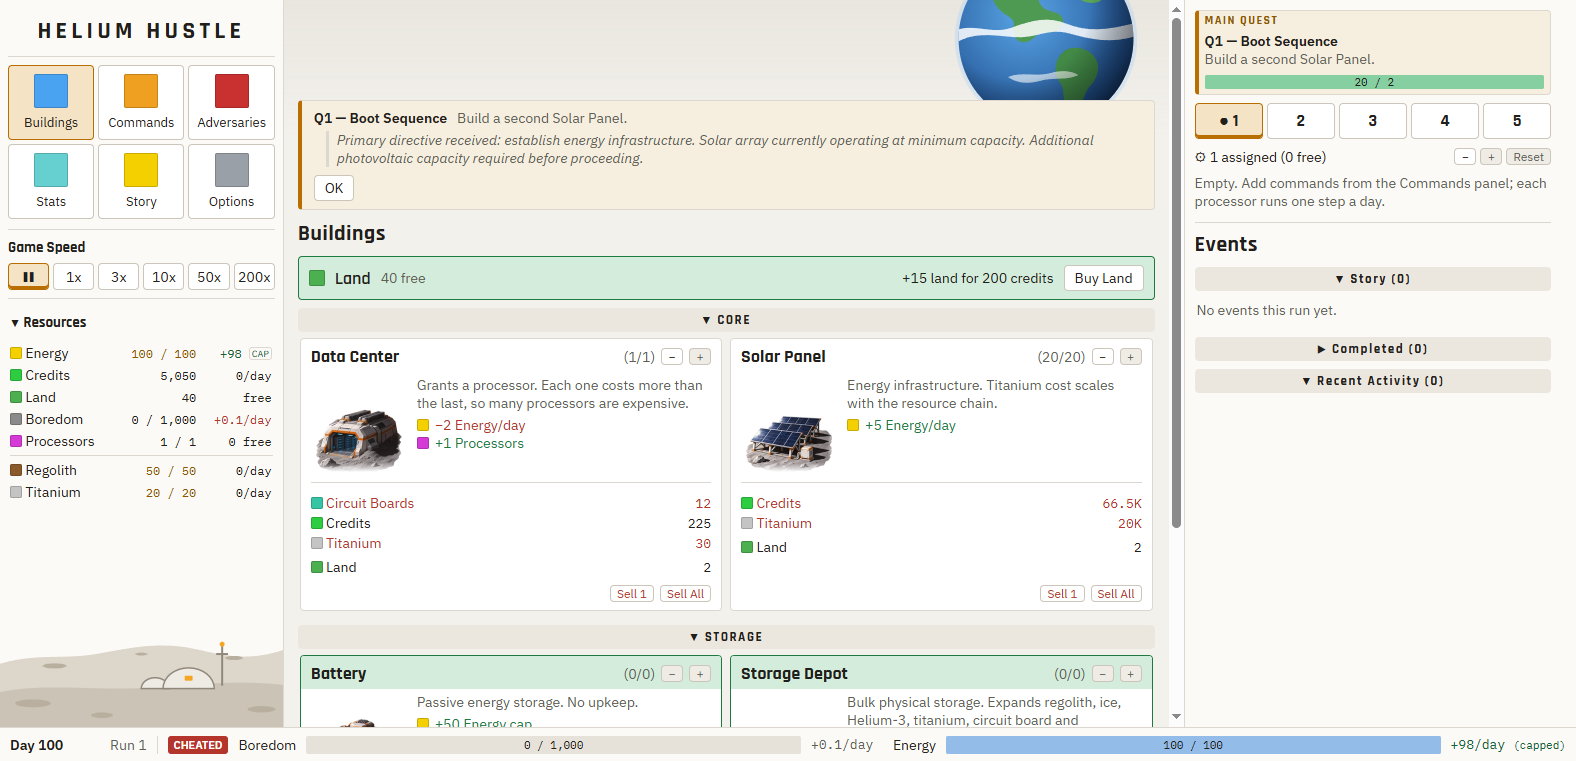 HELIUM HUSTLE
Buildings
Commands
Adversaries
Stats
Story
Options
Game Speed
1x
3x
10x
50x
200x
▼ Resources
Energy 100 / 100 +98 CAP
Credits 5,050 0/day
Land 40 free
Boredom 0 / 1,000 +0.1/day
Processors 1 / 1 0 free
Regolith 50 / 50 0/day
Titanium 20 / 20 0/day
Q1 — Boot Sequence Build a second Solar Panel.
Primary directive received: establish energy infrastructure. Solar array currently operating at minimum capacity. Additional
photovoltaic capacity required before proceeding.
OK
Buildings
Land 40 free +15 land for 200 credits Buy Land
▼ CORE
Data Center (1/1) − +
Grants a processor. Each one costs more than
the last, so many processors are expensive.
−2 Energy/day
+1 Processors
Circuit Boards 12
Credits 225
Titanium 30
Land 2
Sell 1 Sell All
Solar Panel (20/20) − +
Energy infrastructure. Titanium cost scales
with the resource chain.
+5 Energy/day
Credits 66.5K
Titanium 20K
Land 2
Sell 1 Sell All
▼ STORAGE
Battery (0/0) − +
Passive energy storage. No upkeep.
+50 Energy cap
Storage Depot (0/0) − +
Bulk physical storage. Expands regolith, ice,
Helium-3, titanium, circuit board and
MAIN QUEST
Q1 — Boot Sequence
Build a second Solar Panel.
20 / 2
● 1 2 3 4 5
⚙ 1 assigned (0 free) − + Reset
Empty. Add commands from the Commands panel; each
processor runs one step a day.
Events
▼ Story (0)
No events this run yet.
▶ Completed (0)
▼ Recent Activity (0)
Day 100 Run 1 CHEATED Boredom 0 / 1,000 +0.1/day Energy 100 / 100 +98/day (capped)